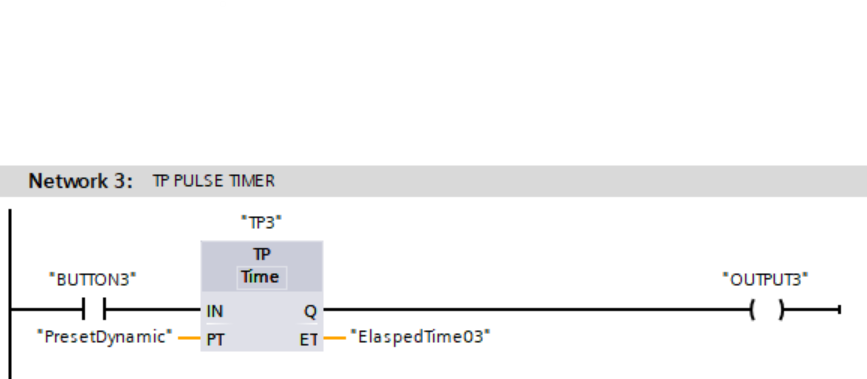 Network 3: TP PULSE TIMER
"TP3"
TP
Time
"BUTTON3"
"OUTPUT3"
IN
Q
"PresetDynamic"
PT
ET
"ElaspedTime03"